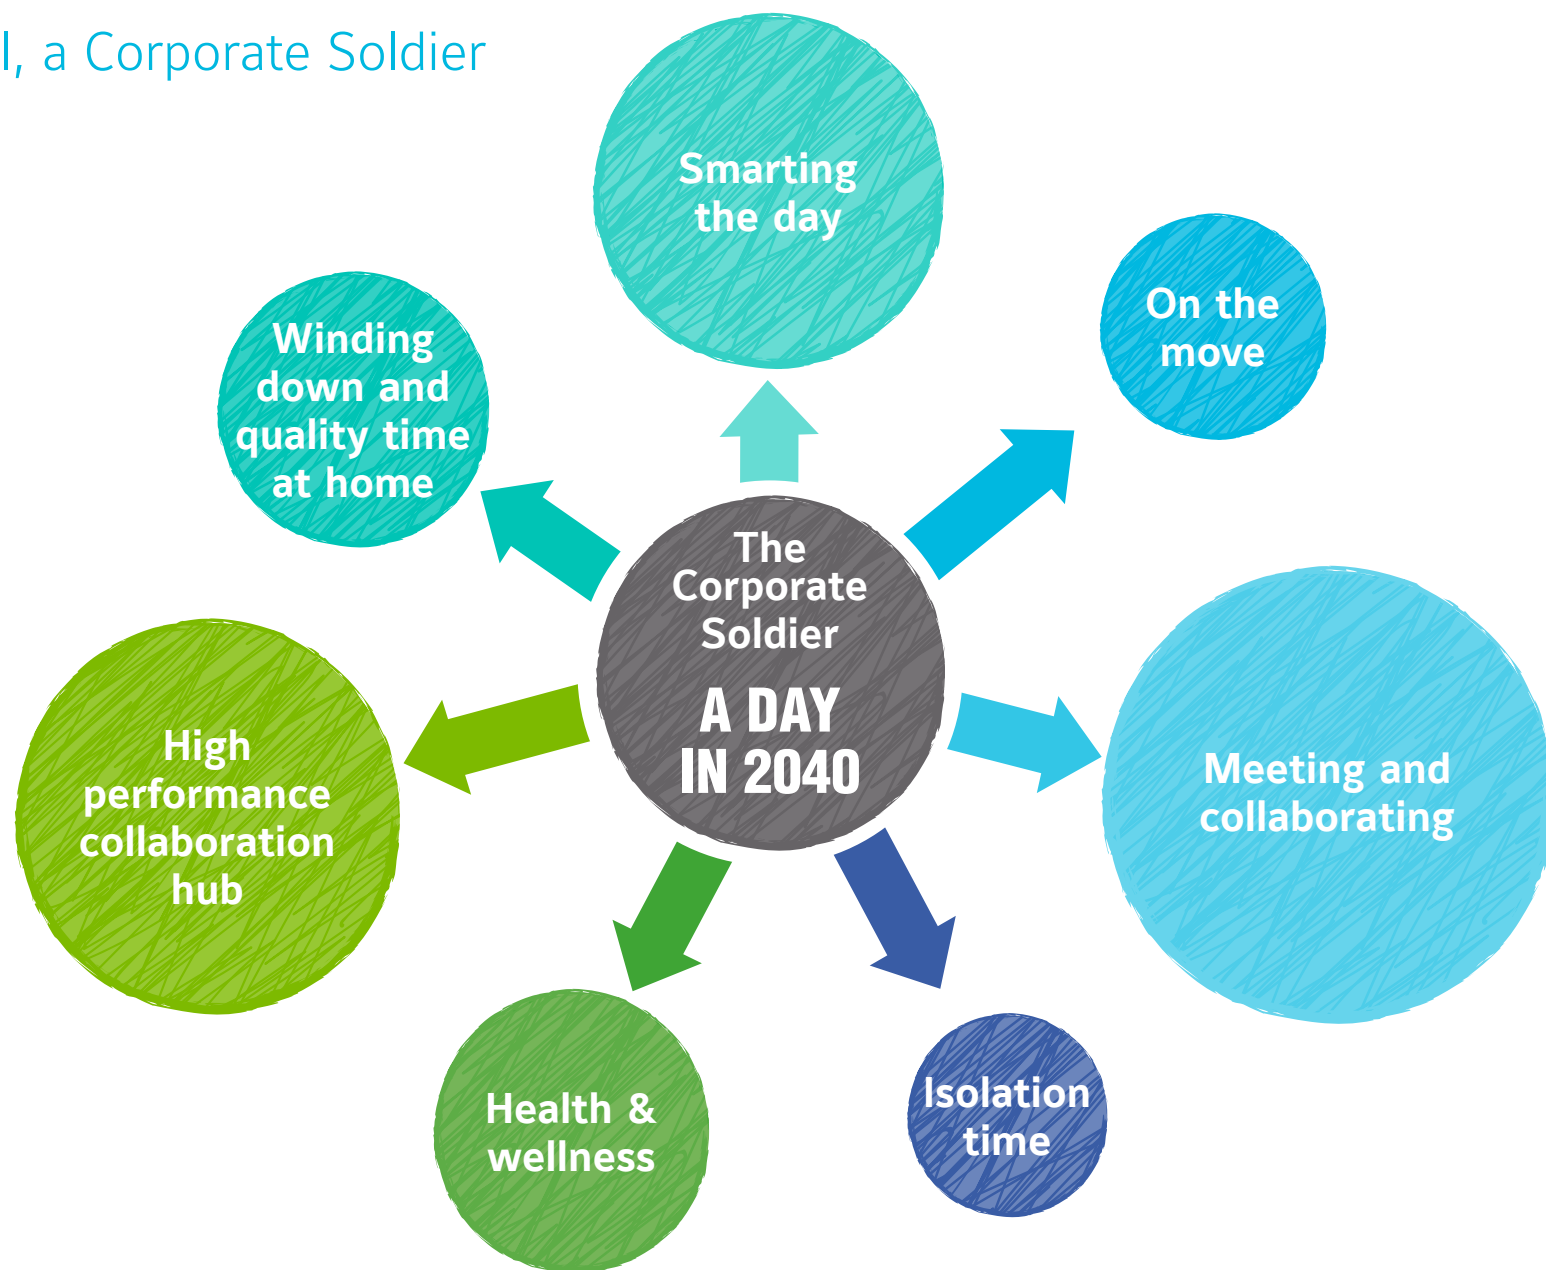 l, a Corporate Soldier
Smarting
the day
On the
move
Winding
down and
quality time
at home
The
Corporate
Soldier
A DAY
IN 2040
Meeting and
collaborating
High
performance
collaboration
hub
Isolation
time
Health &
wellness